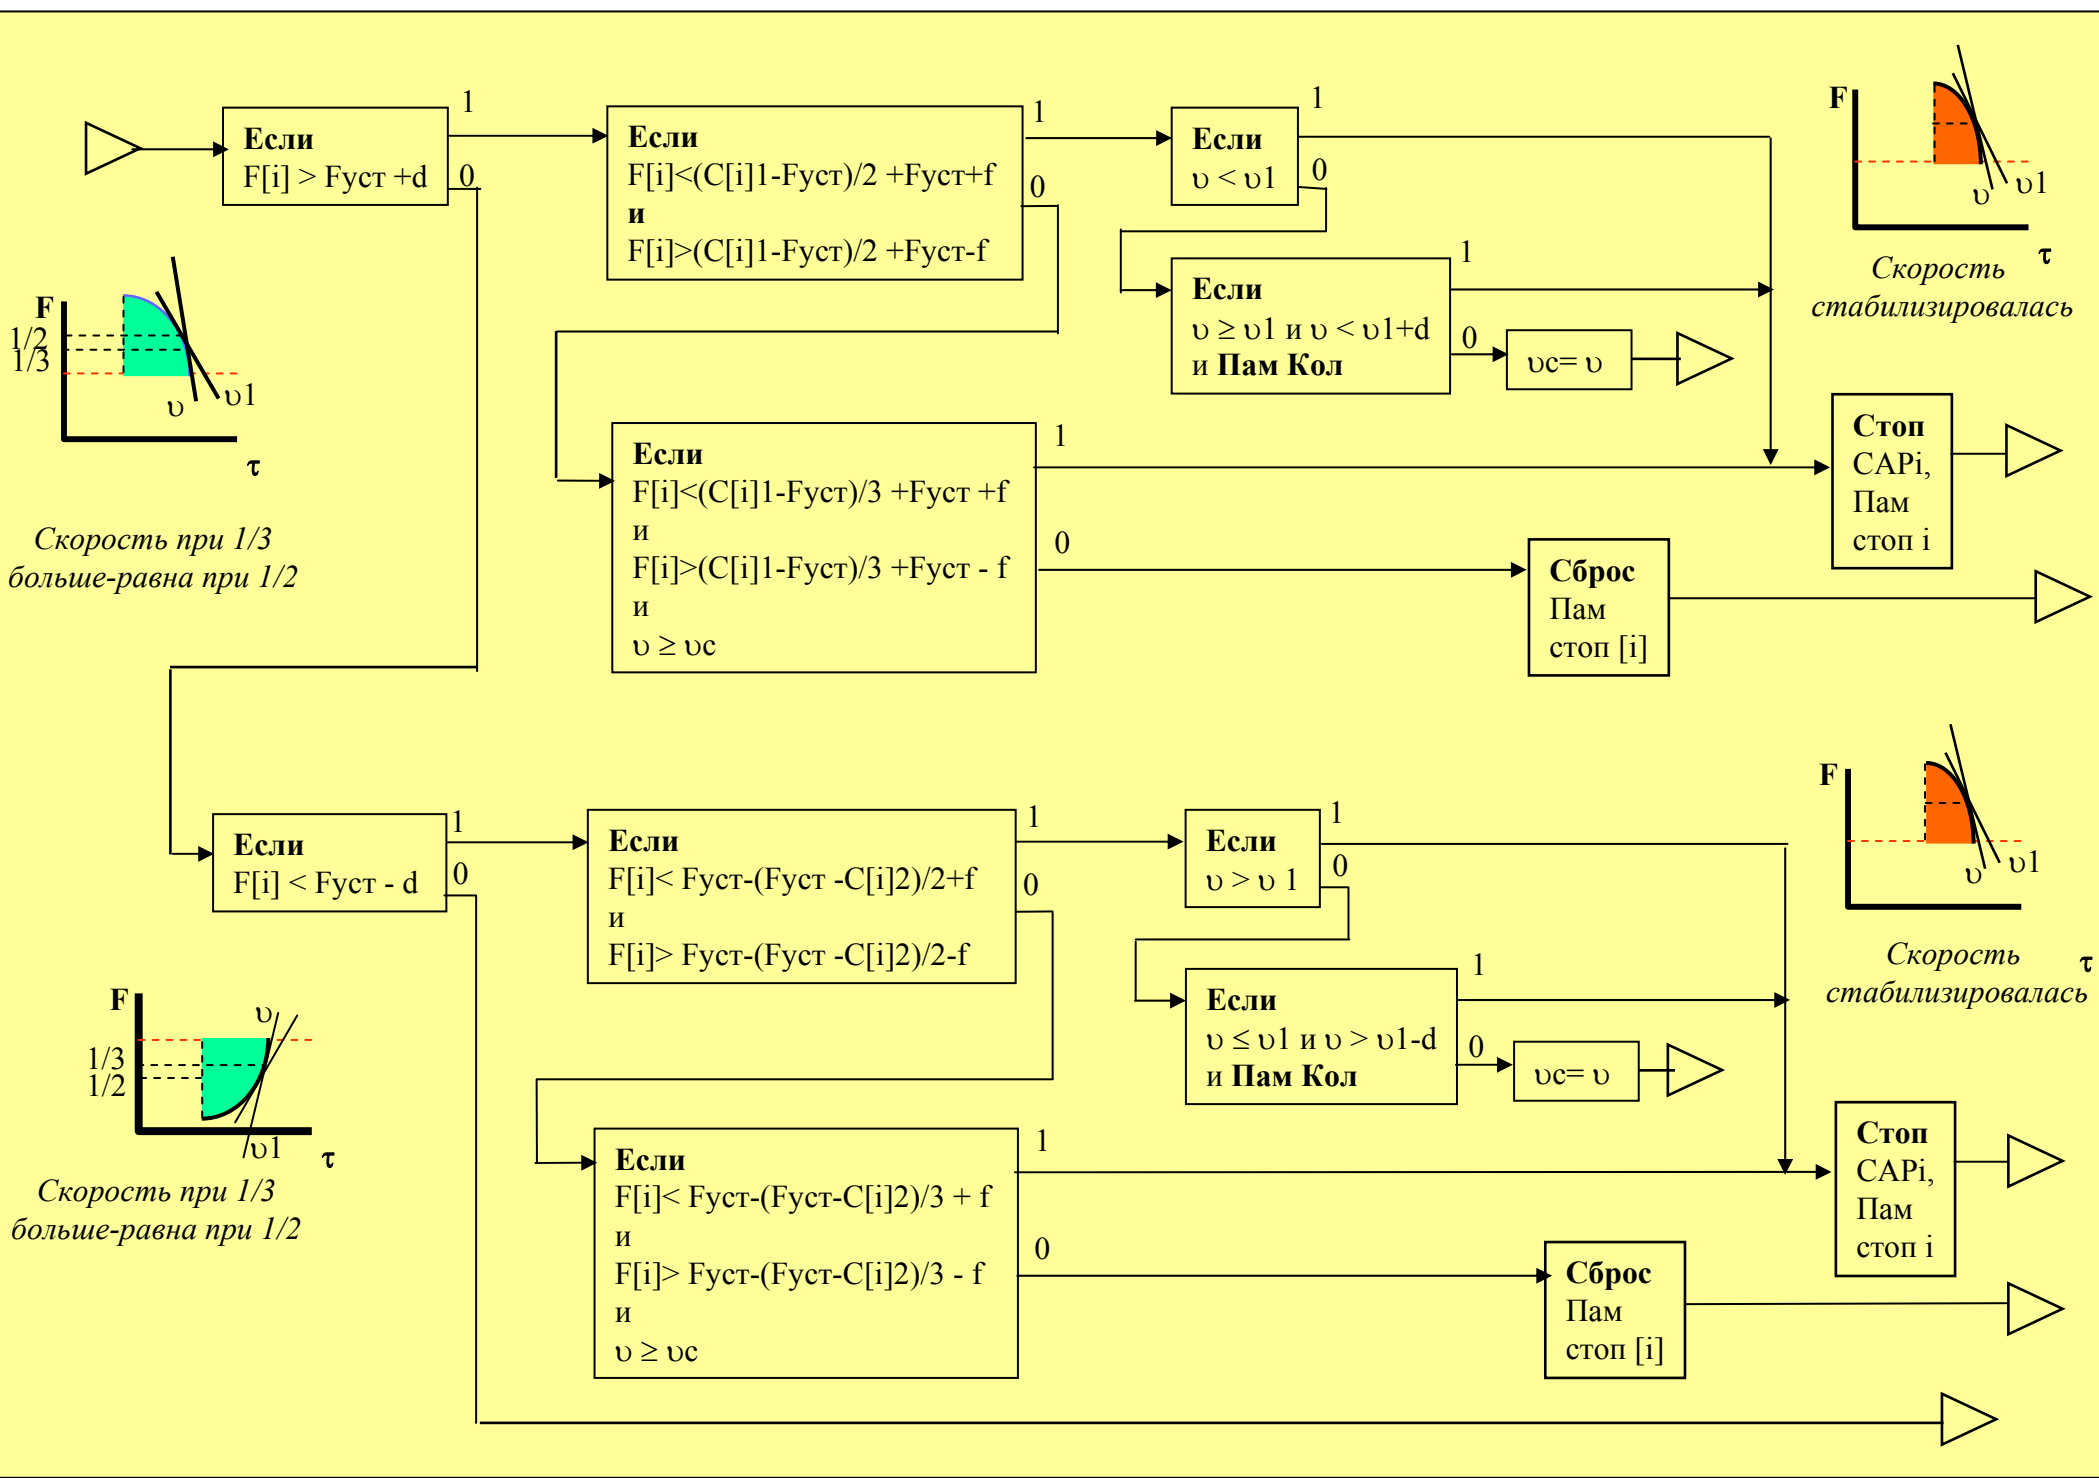 1
Если
F[i] > Fуст +d
0
1
Если
F[i]<(C[i]1-Fуст)/2 +Fуст+f
и
F[i]>(C[i]1-Fуст)/2 +Fуст-f
0
1
Если
υ < υ1
0
1
Если
υ ≥ υ1 и υ < υ1+d
и Пам Кол
0
υc= υ
F
υ
υ1
τ
Скорость
стабилизировалась
F
1/2
1/3
υ
υ1
τ
Скорость при 1/3
больше-равна при 1/2
1
Если
F[i]<(C[i]1-Fуст)/3 +Fуст +f
и
F[i]>(C[i]1-Fуст)/3 +Fуст - f
и
υ ≥ υc
0
Стоп
САРi,
Пам
стоп i
Сброс
Пам
стоп [i]
1
Если
F[i] < Fуст - d
0
1
Если
F[i]< Fуст-(Fуст -C[i]2)/2+f
и
F[i]> Fуст-(Fуст -C[i]2)/2-f
0
1
Если
υ > υ 1
0
1
Если
υ ≤ υ1 и υ > υ1-d
и Пам Кол
0
υc= υ
F
υ
υ1
τ
Скорость
стабилизировалась
F
υ
1/3
1/2
υ1
τ
Скорость при 1/3
больше-равна при 1/2
1
Если
F[i]< Fуст-(Fуст-C[i]2)/3 + f
и
F[i]> Fуст-(Fуст-C[i]2)/3 - f
и
υ ≥ υc
0
Стоп
САРi,
Пам
стоп i
Сброс
Пам
стоп [i]